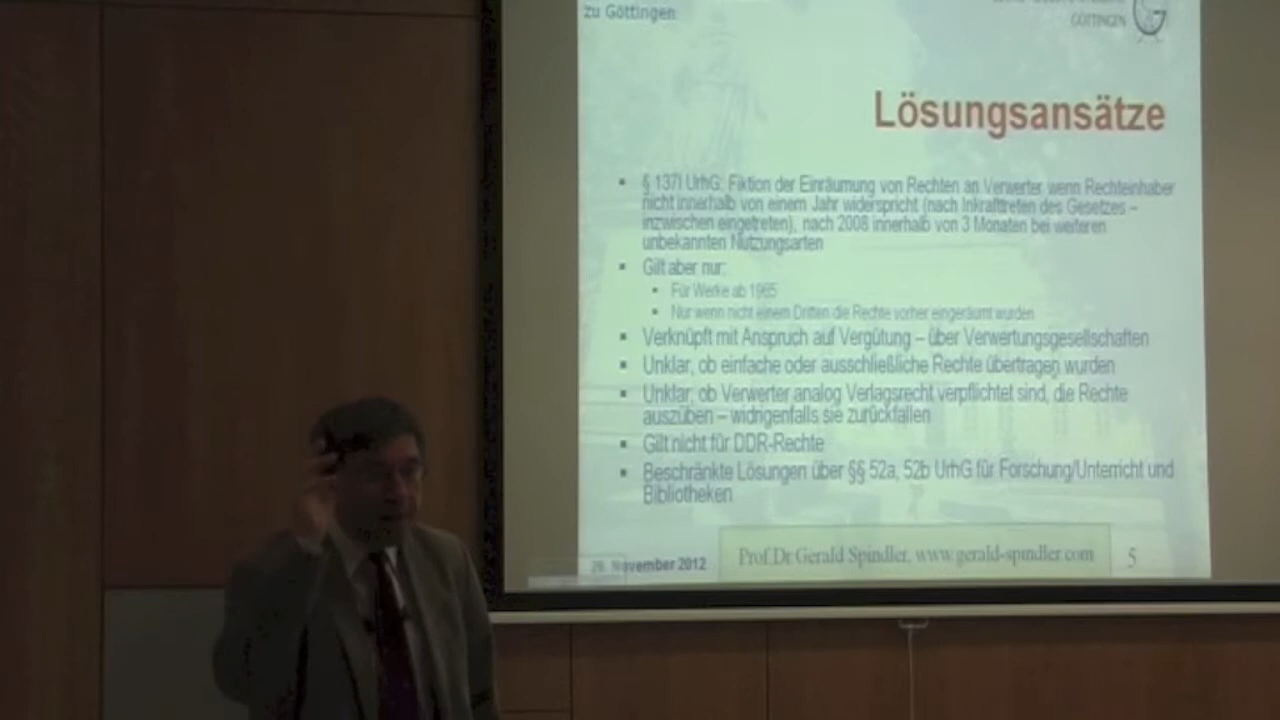 zu Göttingen
GÖTTINGEN
Lösungsansätze
§ 137l UrhG: Fiktion der Einräumung von Rechten an Verwerter wenn Rechteinhaber
nicht innerhalb von einem Jahr widerspricht (nach Inkrafttreten des Gesetzes –
inzwischen eingetreten), nach 2008 innerhalb von 3 Monaten bei weiteren
unbekannten Nutzungsarten
Gilt aber nur:
Für Werke ab 1965
Nur wenn nicht einem Dritten die Rechte vorher eingeräumt wurden
Verknüpft mit Anspruch auf Vergütung – über Verwertungsgesellschaften
Unklar, ob einfache oder ausschließliche Rechte übertragen wurden
Unklar, ob Verwerter analog Verlagsrecht verpflichtet sind, die Rechte
auszüben – widrigenfalls sie zurückfallen
Gilt nicht für DDR-Rechte
Beschränkte Lösungen über §§ 52a, 52b UrhG für Forschung/Unterricht und
Bibliotheken
26. November 2012
Prof.Dr.Gerald Spindler, www.gerald-spindler.com
5